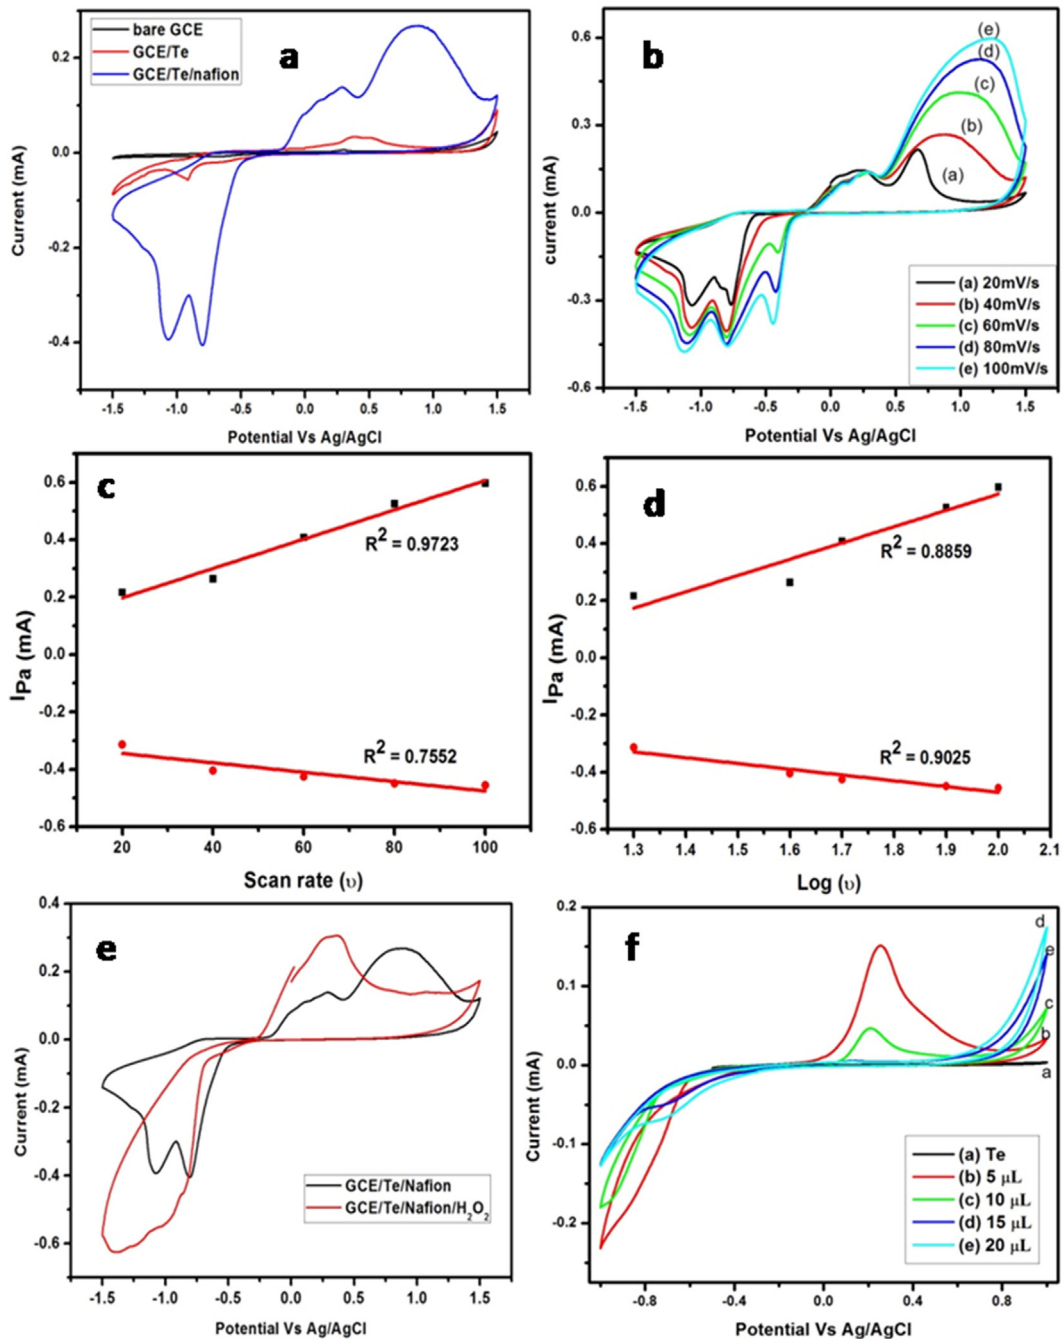 a
bare GCE
GCE/Te
GCE/Te/nafion
0.2
0.0
-0.2
-0.4
Current (mA)
-1.5 -1.0 -0.5 0.0 0.5 1.0 1.5
Potential Vs Ag/AgCl
b
(e)
(d)
(c)
(b)
(a)
0.6
0.3
0.0
-0.3
-0.6
current (mA)
(a) 20mV/s
(b) 40mV/s
(c) 60mV/s
(d) 80mV/s
(e) 100mV/s
-1.5 -1.0 -0.5 0.0 0.5 1.0 1.5
Potential Vs Ag/AgCl
c
0.6
0.4
0.2
0.0
-0.2
-0.4
-0.6
IPa (mA)
R2 = 0.9723
R2 = 0.7552
20 40 60 80 100
Scan rate (υ)
d
0.6
0.4
0.2
0.0
-0.2
-0.4
-0.6
IPa (mA)
R2 = 0.8859
R2 = 0.9025
1.3 1.4 1.5 1.6 1.7 1.8 1.9 2.0 2.1
Log (υ)
e
0.4
0.2
0.0
-0.2
-0.4
-0.6
Current (mA)
GCE/Te/Nafion
GCE/Te/Nafion/H2O2
-1.5 -1.0 -0.5 0.0 0.5 1.0 1.5
Potential Vs Ag/AgCl
f
d
e
c
b
a
0.2
0.1
0.0
-0.1
-0.2
Current (mA)
(a) Te
(b) 5 μL
(c) 10 μL
(d) 15 μL
(e) 20 μL
-0.8 -0.4 0.0 0.4 0.8
Potential Vs Ag/AgCl